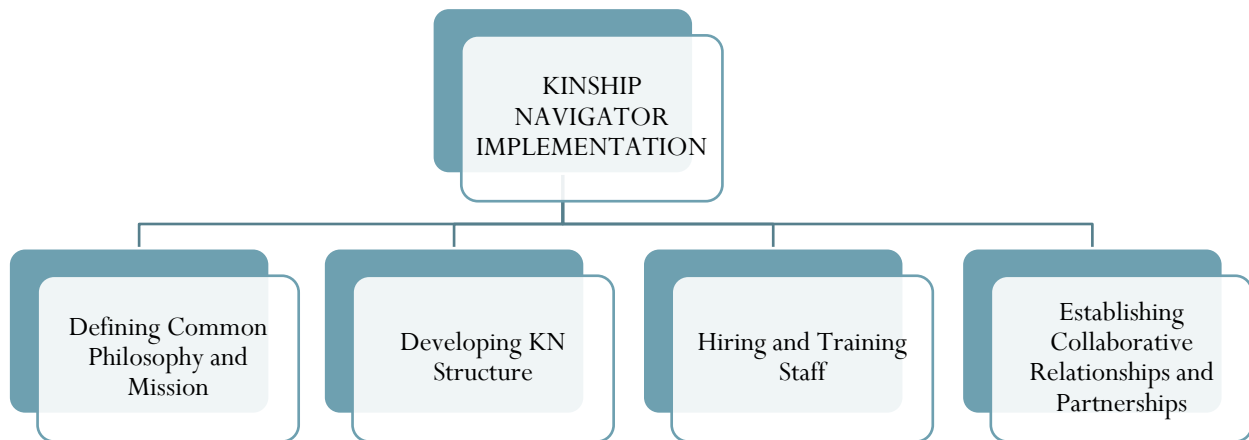 KINSHIP
NAVIGATOR
IMPLEMENTATION
Defining Common
Philosophy and
Mission
Developing KN
Structure
Hiring and Training
Staff
Establishing
Collaborative
Relationships and
Partnerships